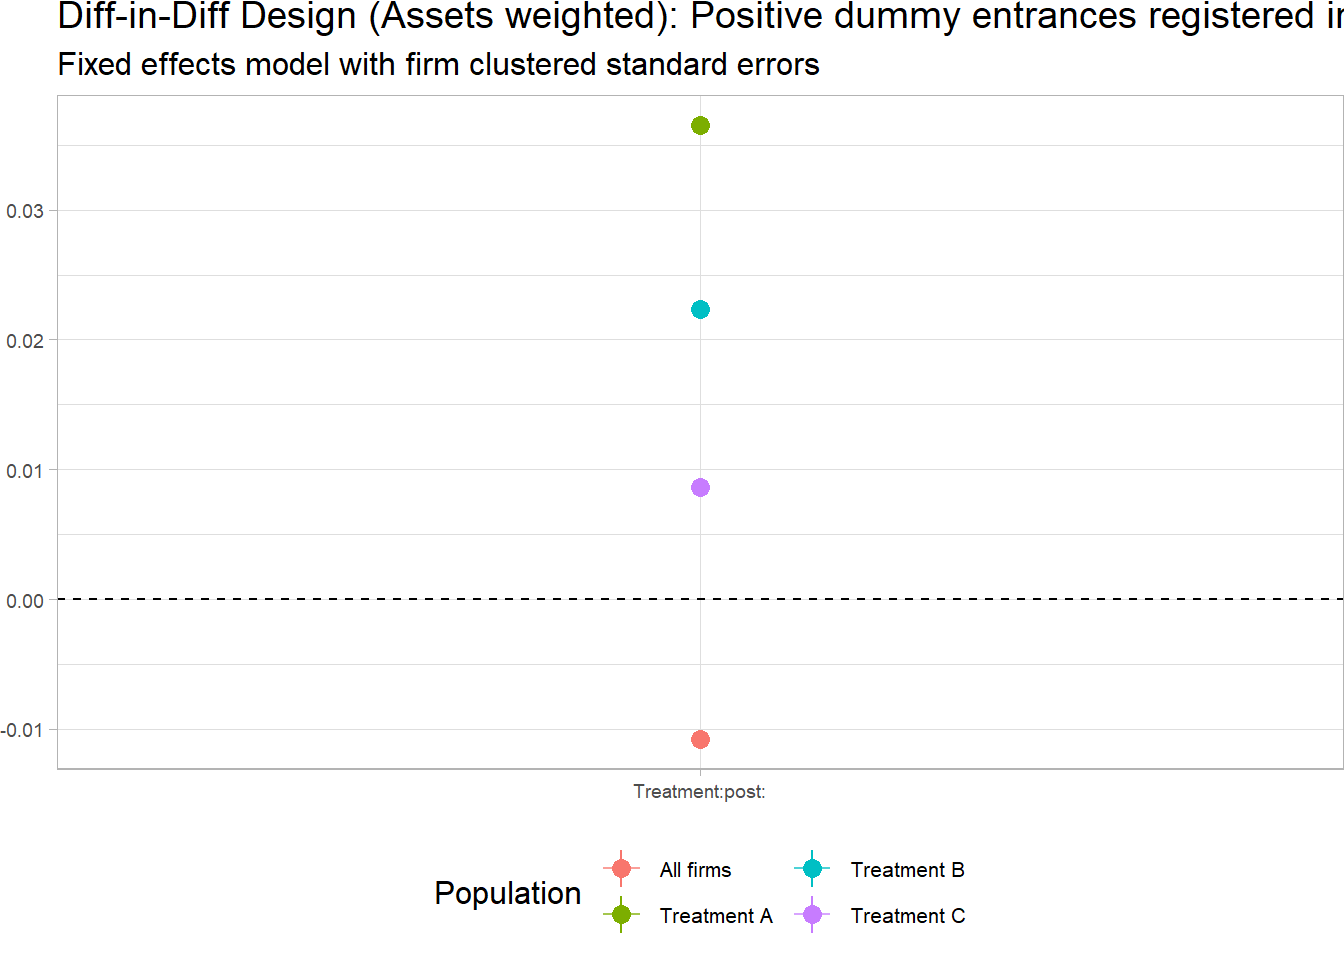 Diff-in-Diff Design (Assets weighted): Positive dummy entrances registered
Fixed effects model with firm clustered standard errors
0.03
0.02
0.01
0.00
-0.01
Treatment:post:
Population
All firms
Treatment B
Treatment A
Treatment C